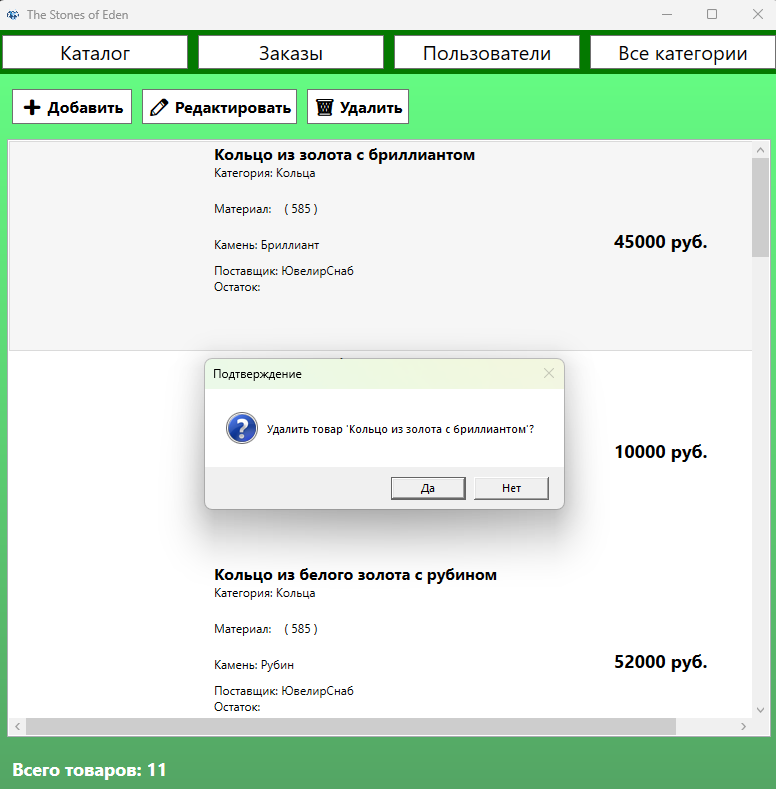 The Stones of Eden
Каталог
Заказы
Пользователи
Все категории
Добавить
Редактировать
Удалить
Кольцо из золота с бриллиантом
Категория: Кольца
Материал: ( 585 )
45000 руб.
Камень: Бриллиант
Поставщик: ЮвелирСнаб
Остаток:
Подтверждение
Удалить товар 'Кольцо из золота с бриллиантом'?
Да
Нет
10000 руб.
Кольцо из белого золота с рубином
Категория: Кольца
Материал: ( 585 )
52000 руб.
Камень: Рубин
Поставщик: ЮвелирСнаб
Остаток:
Всего товаров: 11